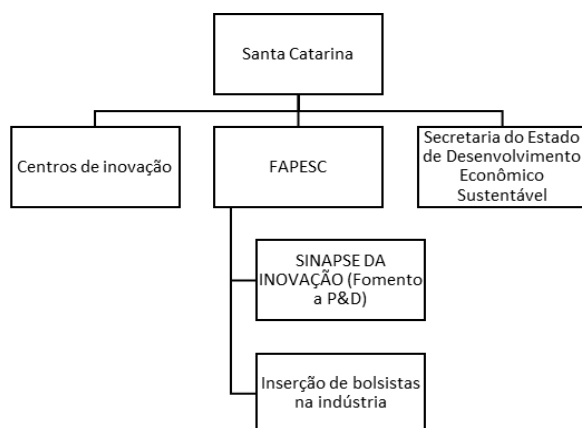 Santa Catarina
Centros de inovação
FAPESC
Secretaria do Estado
de Desenvolvimento
Econômico
Sustentável
SINAPSE DA
INOVAÇÃO (Fomento
a P&D)
Inserção de bolsistas
na indústria